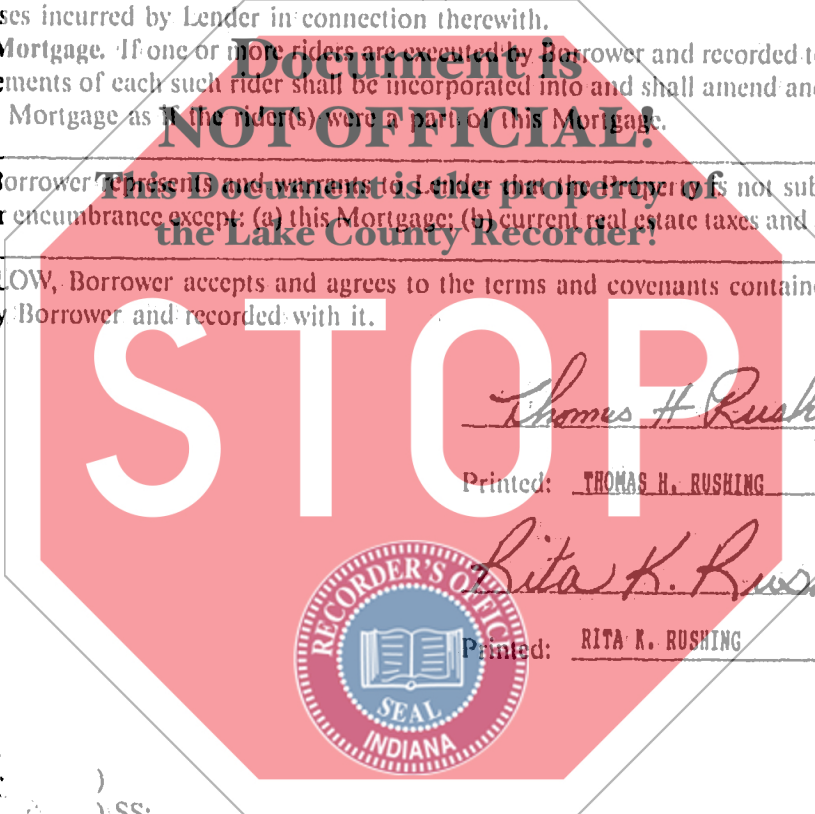 ses incurred by Lender in connection therewith.
Mortgage. If one or more riders are executed by Borrower and recorded to
ements of each such rider shall be incorporated into and shall amend and
Mortgage as if the rider(s) were a part of this Mortgage.
Document is
NOT OFFICIAL!
This Document is the property of
the Lake County Recorder!
Borrower represents and warrants to Lender that the Property is not sub
r encumbrance except: (a) this Mortgage; (b) current real estate taxes and
LOW, Borrower accepts and agrees to the terms and covenants containe
y Borrower and recorded with it.
STOP
Thomas H Rush
Printed: THOMAS H. RUSHING
Rita K. Rus
Printed: RITA K. RUSHING
RECORDER'S OFFICE
SEAL
INDIANA
)
) SS: